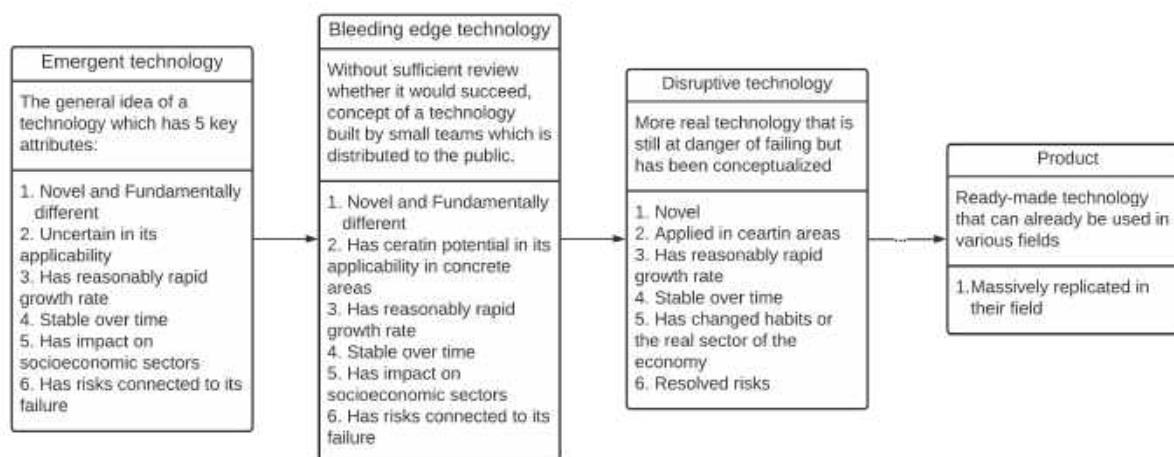 Emergent technology
The general idea of a
technology which has 5 key
attributes:
1. Novel and Fundamentally
different
2. Uncertain in its
applicability
3. Has reasonably rapid
growth rate
4. Stable over time
5. Has impact on
socioeconomic sectors
6. Has risks connected to its
failure
Bleeding edge technology
Without sufficient review
whether it would succeed,
concept of a technology
built by small teams which is
distributed to the public.
1. Novel and Fundamentally
different
2. Has ceratin potential in its
applicability in concrete
areas
3. Has reasonably rapid
growth rate
4. Stable over time
5. Has impact on
socioeconomic sectors
6. Has risks connected to its
failure
Disruptive technology
More real technology that is
still at danger of failing but
has been conceptualized
1. Novel
2. Applied in ceartin areas
3. Has reasonably rapid
growth rate
4. Stable over time
5. Has changed habits or
the real sector of the
economy
6. Resolved risks
Product
Ready-made technology
that can already be used in
various fields
1.Massively replicated in
their field